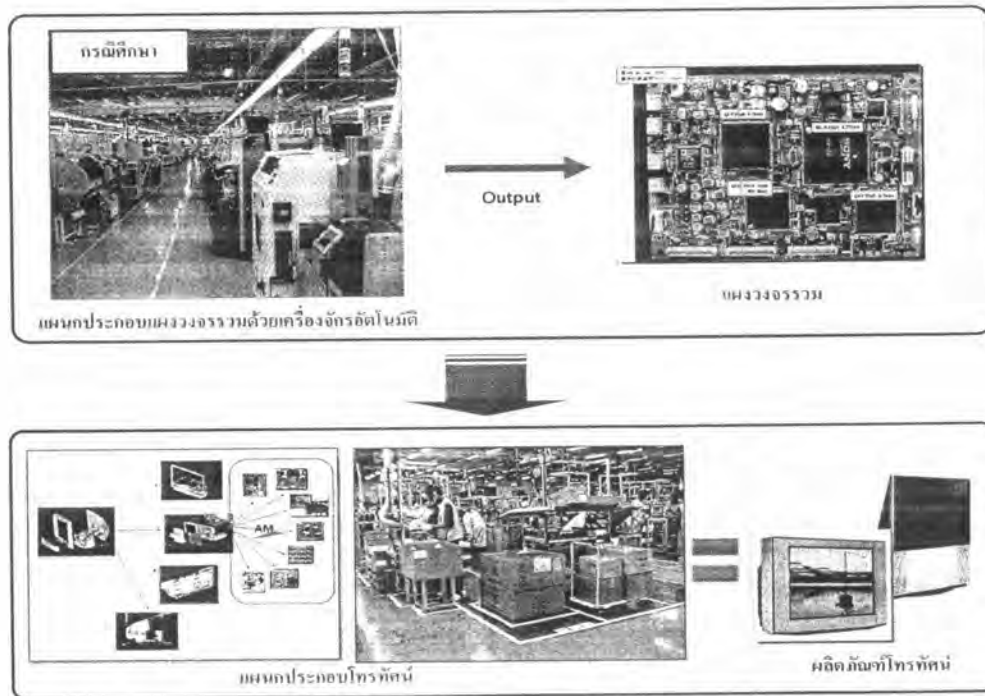 กรณีศึกษา
Output
SONY
แผงวงจรรวม
แผนกประกอบแผงวงจรรวมด้วยเครื่องจักรอัตโนมัติ
AM
แผนกประกอบโทรทัศน์
ผลิตภัณฑ์โทรทัศน์